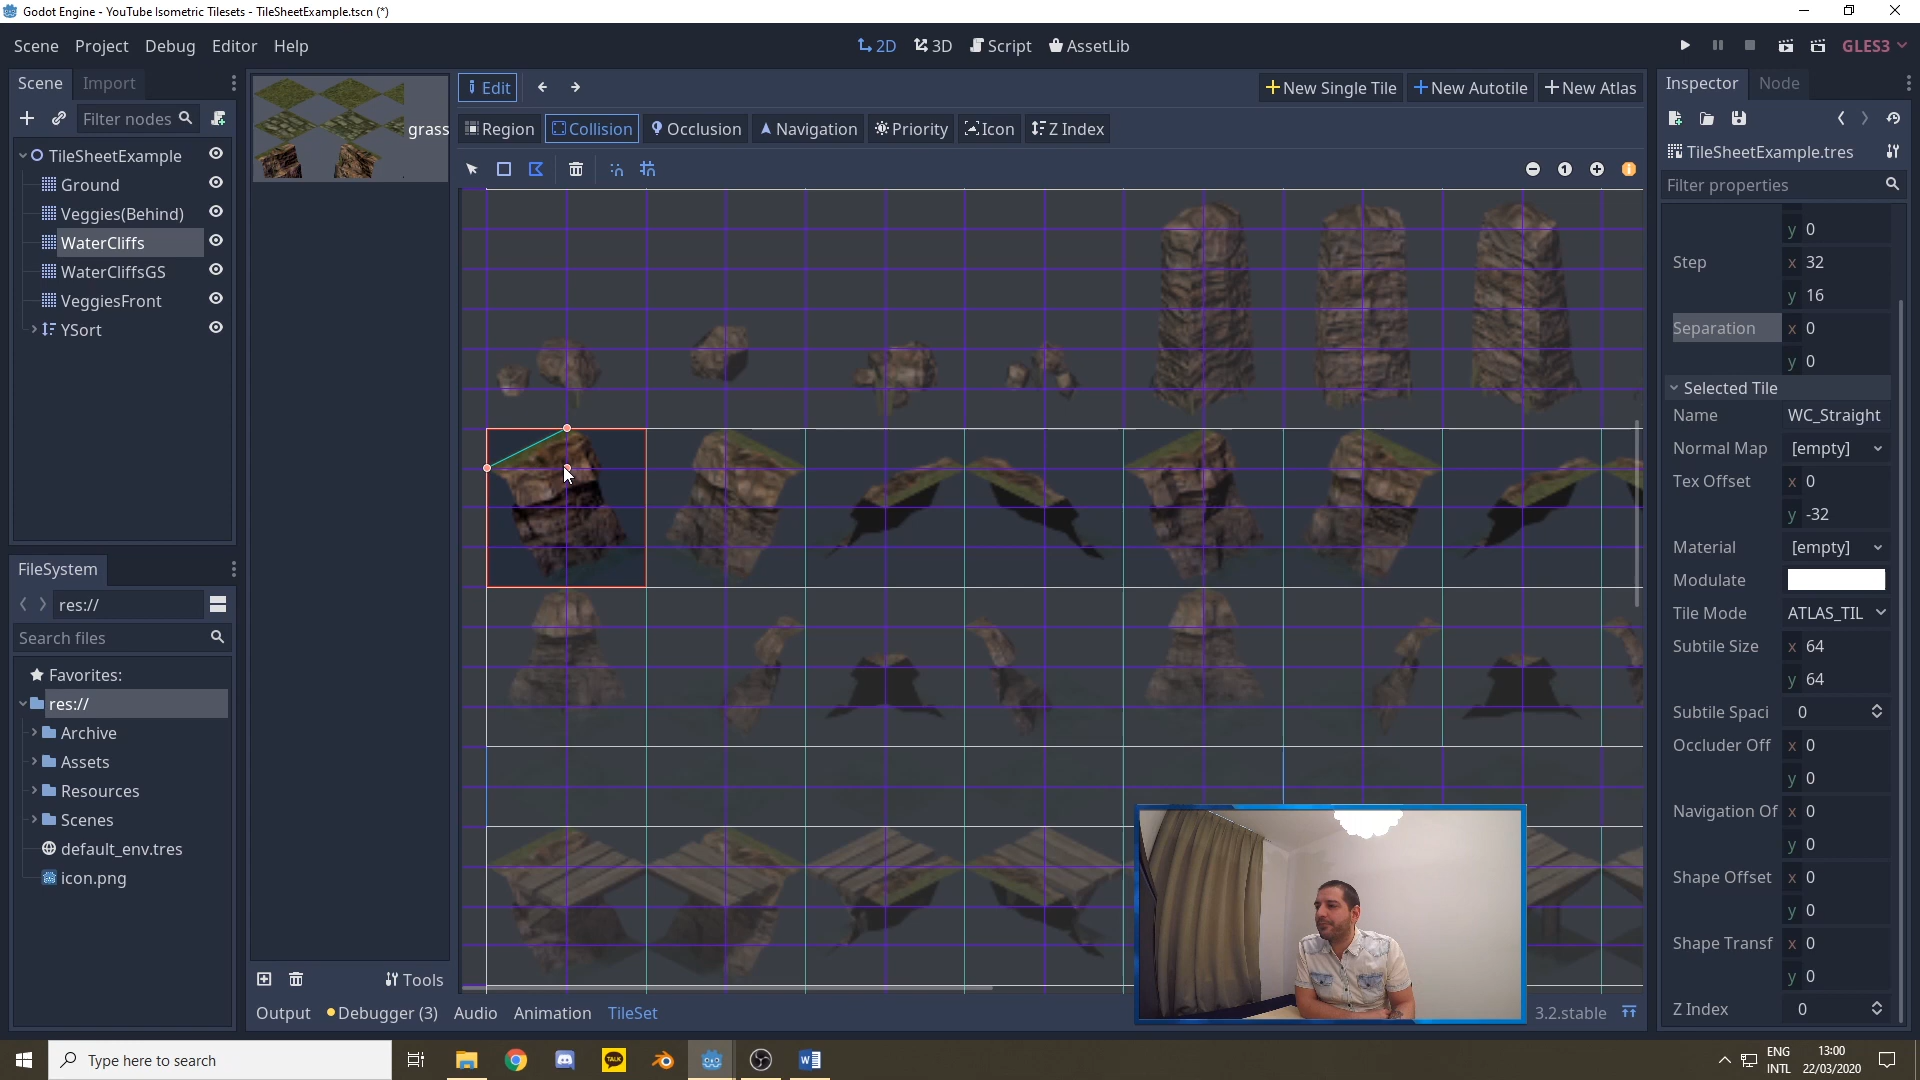 Godot Engine - YouTube Isometric Tilesets - TileSheetExample.tscn (*)
Scene Project Debug Editor Help
2D 3D Script AssetLib
GLES3
Scene Import
Filter nodes
TileSheetExample
Ground
Veggies(Behind)
WaterCliffs
WaterCliffsGS
VeggiesFront
YSort
FileSystem
res://
Search files
Favorites:
res://
Archive
Assets
Resources
Scenes
default_env.tres
icon.png
grass
Tools
Edit
New Single Tile New Autotile New Atlas
Region Collision Occlusion Navigation Priority Icon Z Index
1
Output Debugger (3) Audio Animation TileSet
3.2.stable
Inspector Node
TileSheetExample.tres
Filter properties
y 0
Step x 32
y 16
Separation x 0
y 0
Selected Tile
Name WC_Straight
Normal Map [empty]
Tex Offset x 0
y -32
Material [empty]
Modulate
Tile Mode ATLAS_TIL
Subtile Size x 64
y 64
Subtile Spaci 0
Occluder Off x 0
y 0
Navigation Of x 0
y 0
Shape Offset x 0
y 0
Shape Transf x 0
y 0
Z Index 0
Type here to search
TALK
ENG
INTL
13:00
22/03/2020